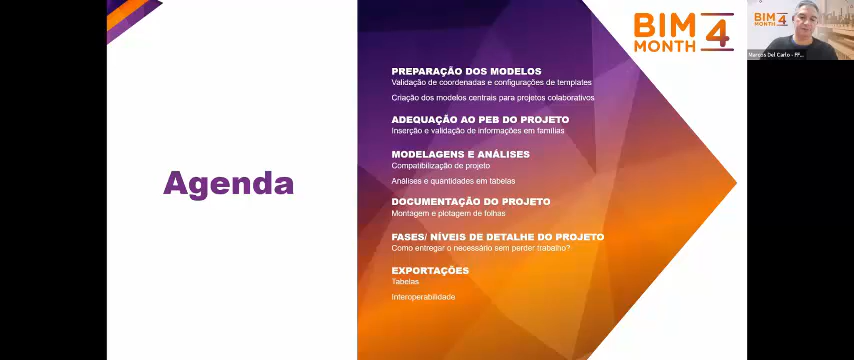 BIM
MONTH 4
BIM
MONTH 4
Marcos Del Carlo - FF...
Agenda
PREPARAÇÃO DOS MODELOS
Validação de coordenadas e configurações de templates
Criação dos modelos centrais para projetos colaborativos
ADEQUAÇÃO AO PEB DO PROJETO
Inserção e validação de informações em famílias
MODELAGENS E ANÁLISES
Compatibilização de projeto
Análises e quantidades em tabelas
DOCUMENTAÇÃO DO PROJETO
Montagem e plotagem de folhas
FASES/ NÍVEIS DE DETALHE DO PROJETO
Como entregar o necessário sem perder trabalho?
EXPORTAÇÕES
Tabelas
Interoperabilidade